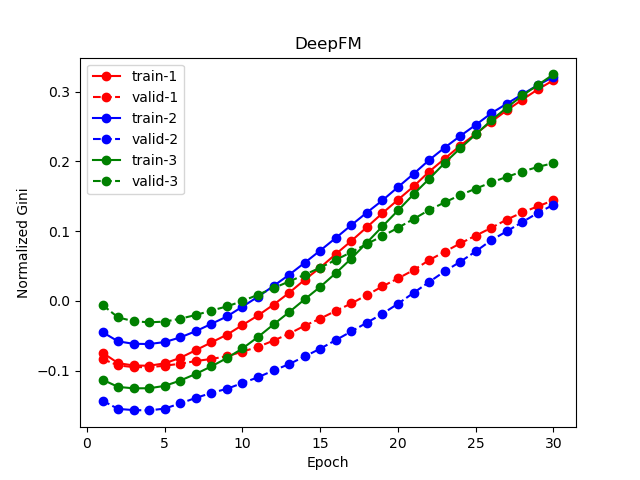 DeepFM
train-1
valid-1
train-2
valid-2
train-3
valid-3
Normalized Gini
0.3
0.2
0.1
0.0
−0.1
0 5 10 15 20 25 30
Epoch